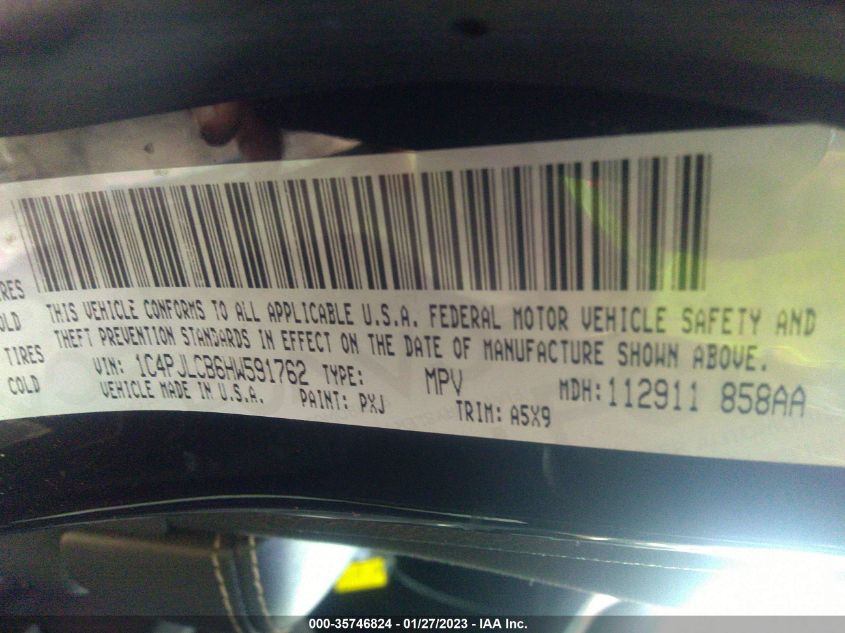 RES
OLD
TIRES
COLD
THIS VEHICLE CONFORMS TO ALL APPLICABLE U.S.A. FEDERAL MOTOR VEHICLE SAFETY AND
THEFT PREVENTION STANDARDS IN EFFECT ON THE DATE OF MANUFACTURE SHOWN ABOVE.
VIN: 1C4PJLCB6HW591762 TYPE: MPV MDH: 112911 858AA
VEHICLE MADE IN U.S.A. PAINT: PXJ TRIM: A5X9
000-35746824 - 01/27/2023 - IAA Inc.